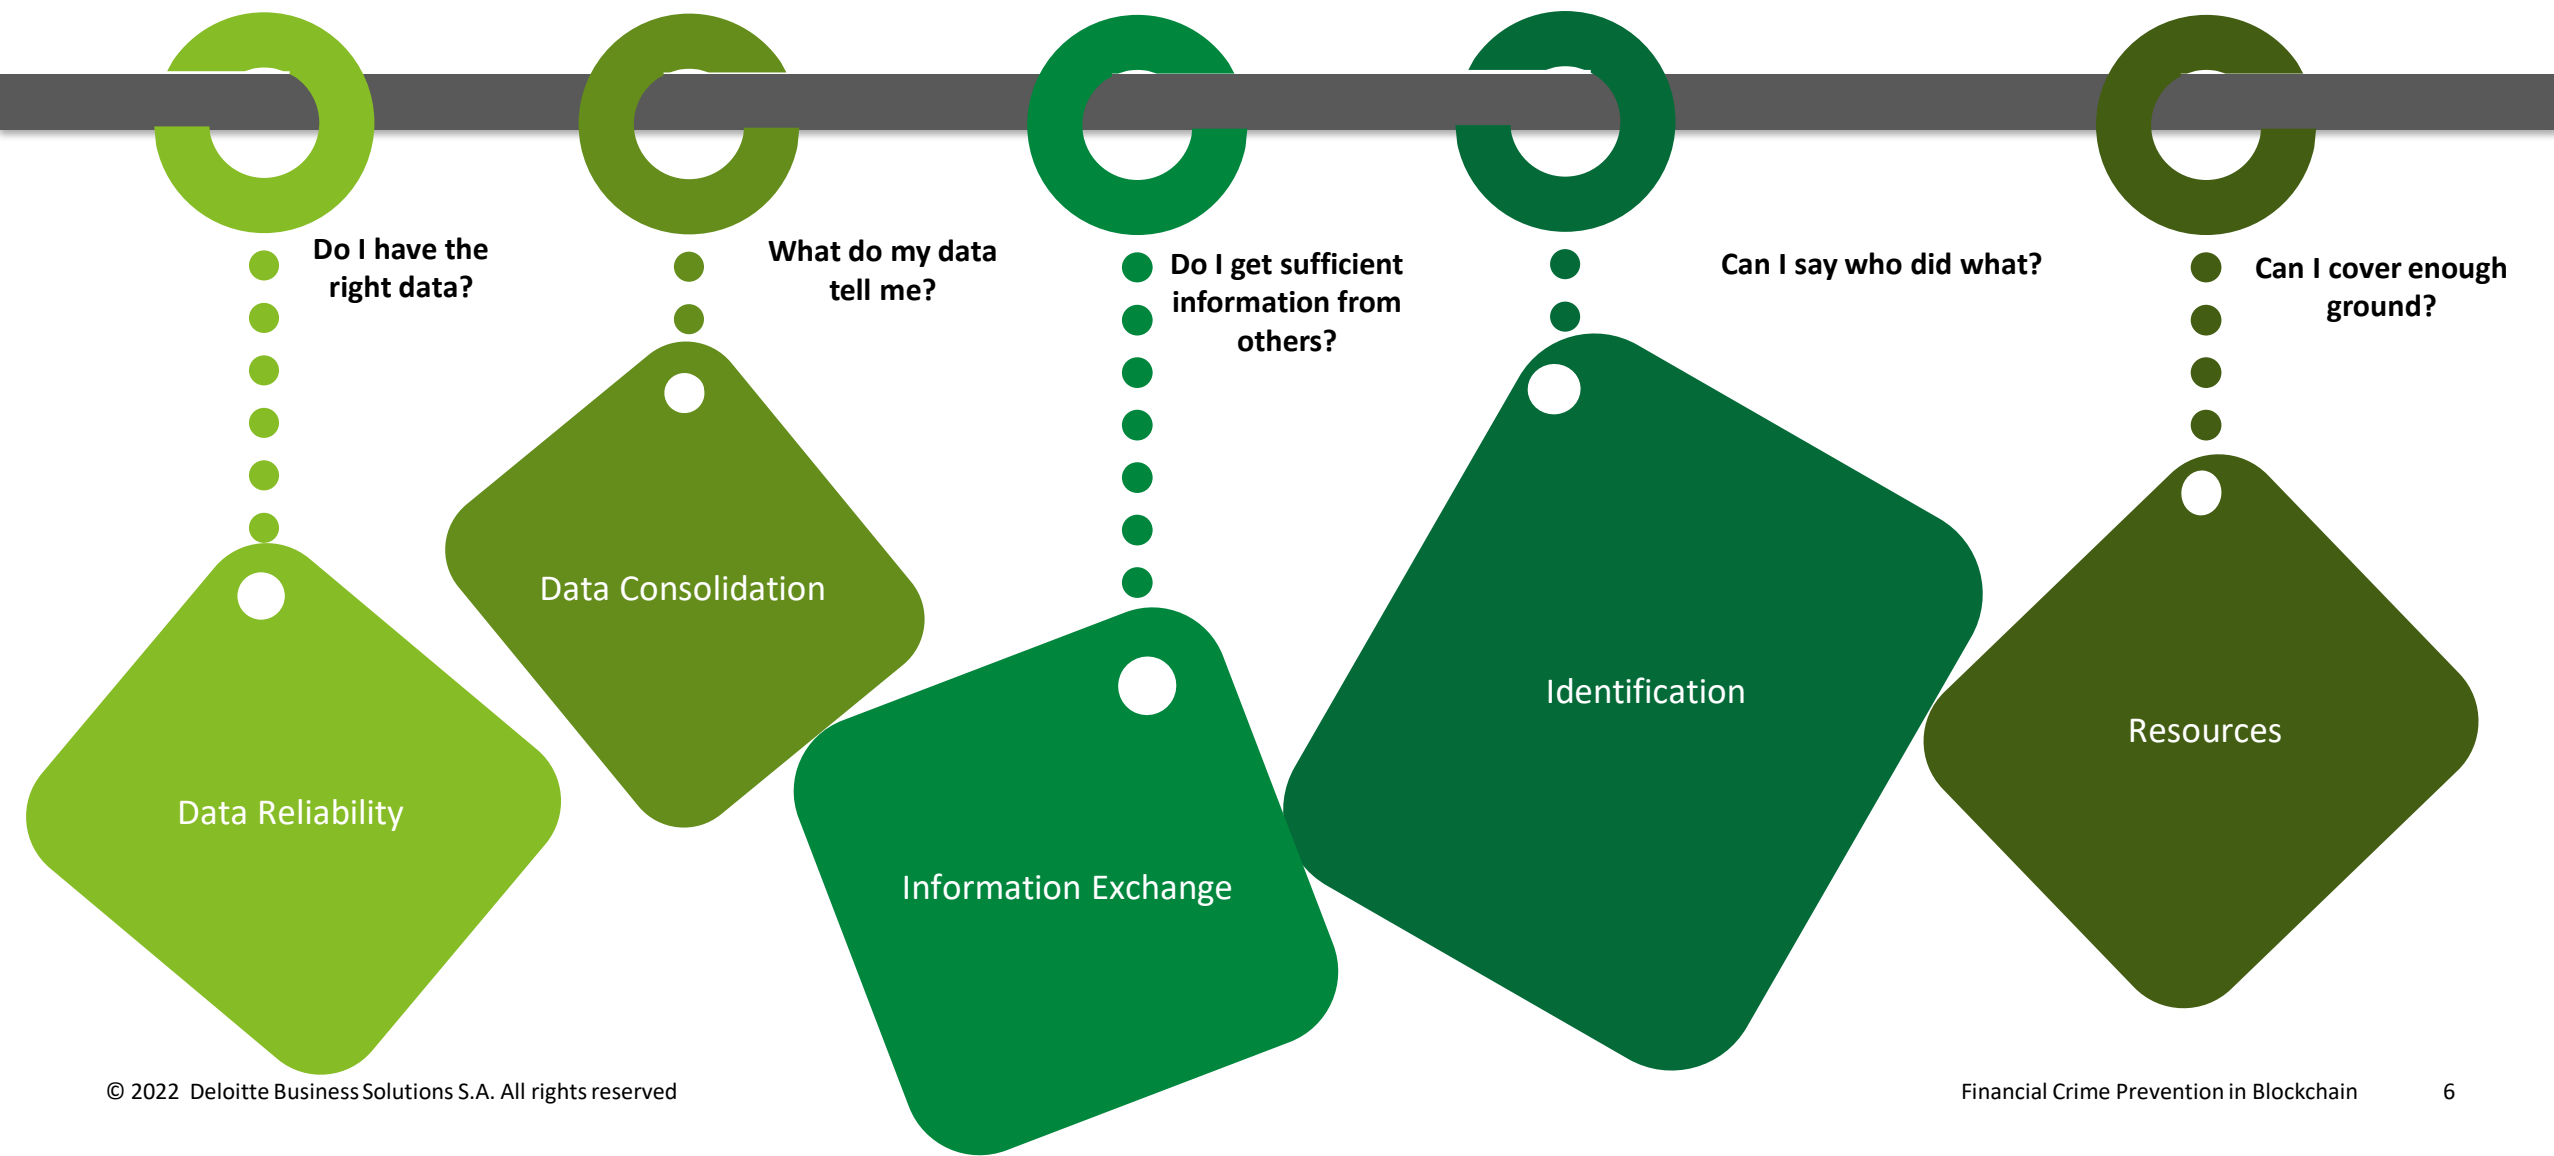 Do I have the
right data?
What do my data
tell me?
Do I get sufficient
information from
others?
Can I say who did what?
Can I cover enough
ground?
Data Reliability
Data Consolidation
Information Exchange
Identification
Resources
© 2022 Deloitte Business Solutions S.A. All rights reserved
Financial Crime Prevention in Blockchain
6